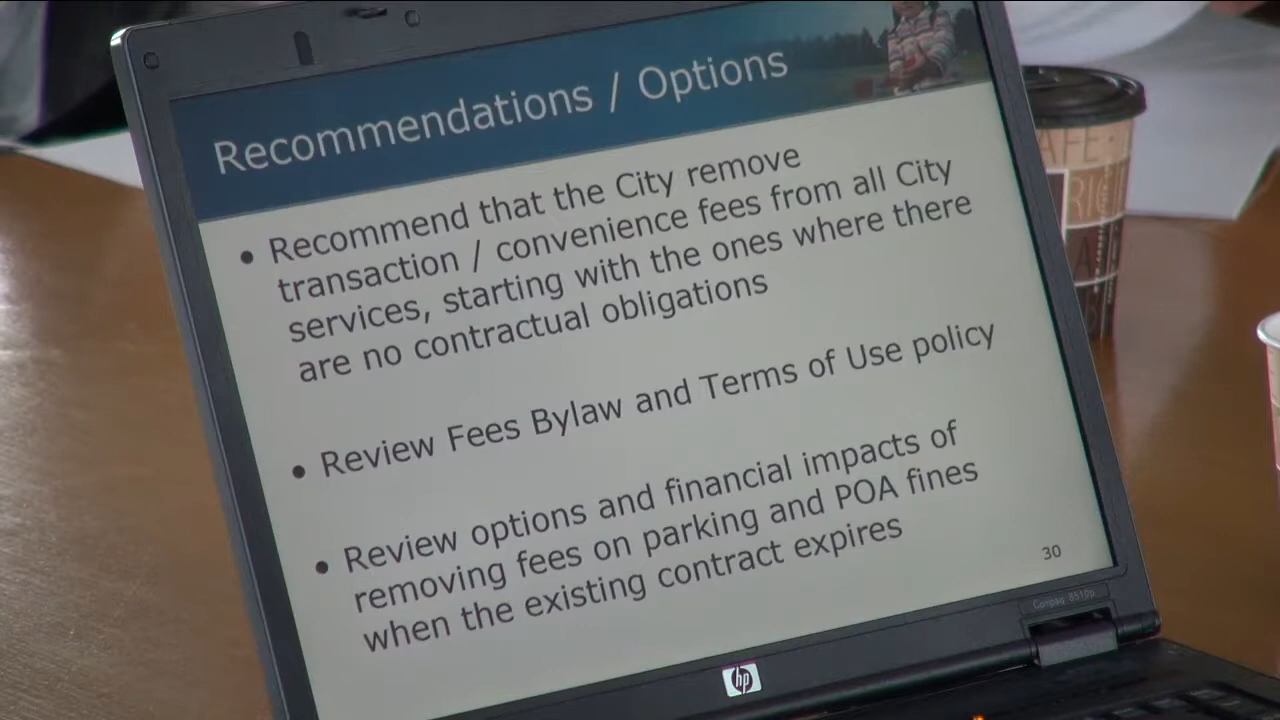 Recommendations / Options
• Recommend that the City remove
transaction / convenience fees from all City
services, starting with the ones where there
are no contractual obligations
• Review Fees Bylaw and Terms of Use policy
• Review options and financial impacts of
removing fees on parking and POA fines
when the existing contract expires
30
Compaq 8510p
hp